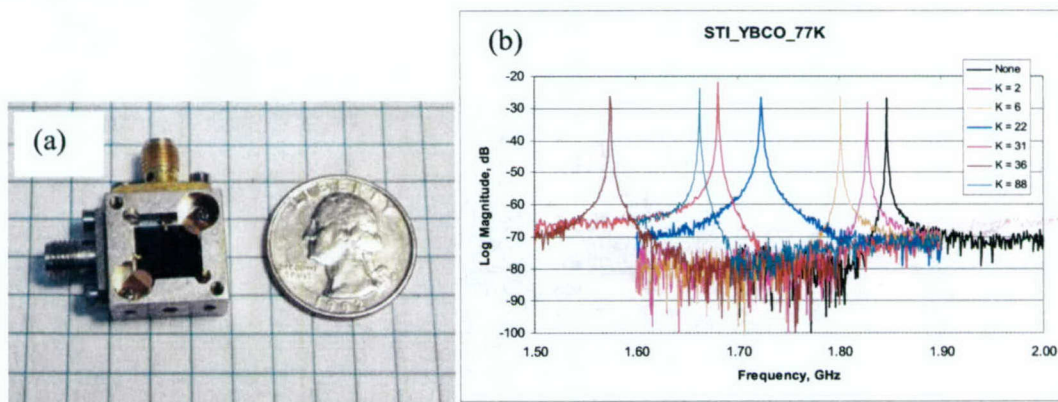 (a)
(b)
STI_YBCO_77K
Log Magnitude, dB
-20
-30
-40
-50
-60
-70
-80
-90
-100
1.50
1.60
1.70
1.80
1.90
2.00
Frequency, GHz
None
K = 2
K = 6
K = 22
K = 31
K = 36
K = 88